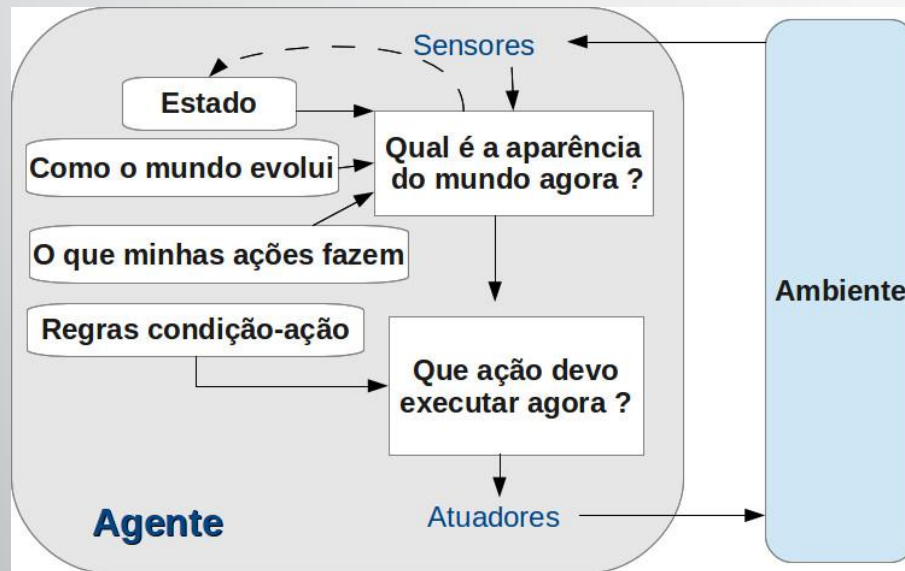 Sensores
Estado
Como o mundo evolui
Qual é a aparência
do mundo agora ?
O que minhas ações fazem
Regras condição-ação
Que ação devo
executar agora ?
Atuadores
Agente
Ambiente